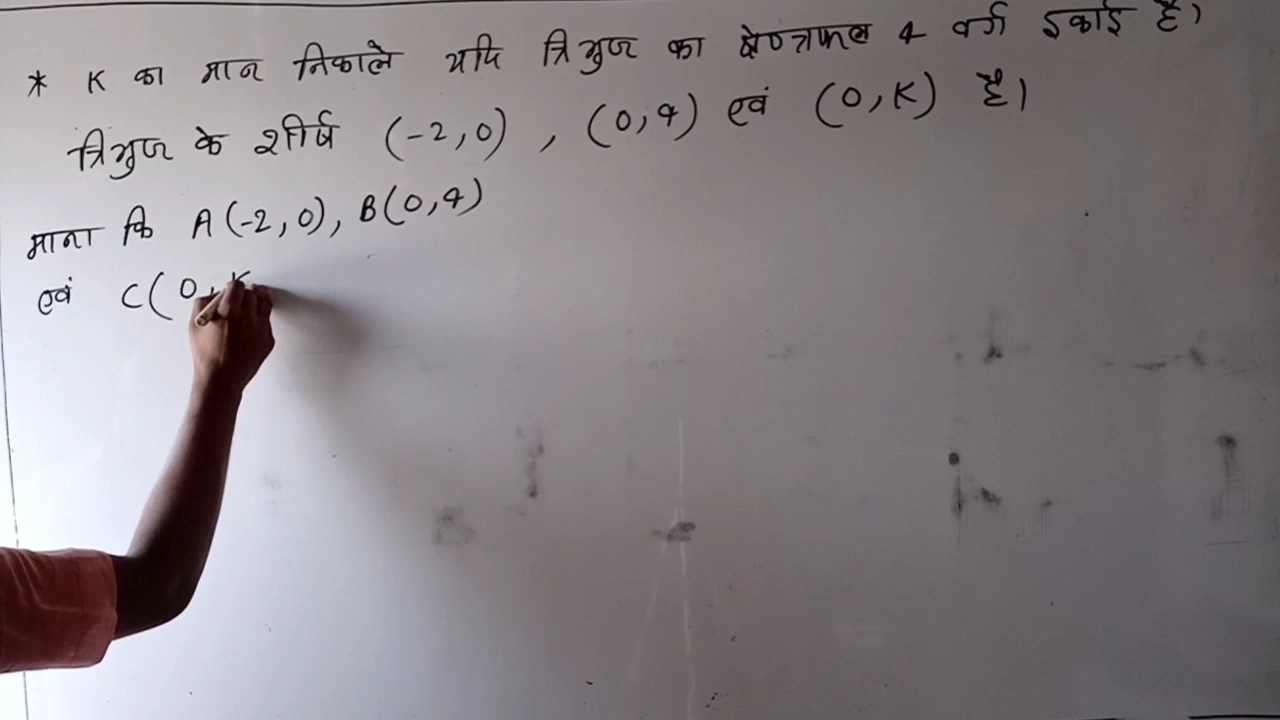 * K का मान निकाले यदि त्रिभुज का क्षेत्रफल 4 वर्ग इकाई है।
त्रिभुज के शीर्ष (-2,0) , (0,4) एवं (0,K) है।
माना कि A(-2,0), B(0,4)
एवं C(0,K